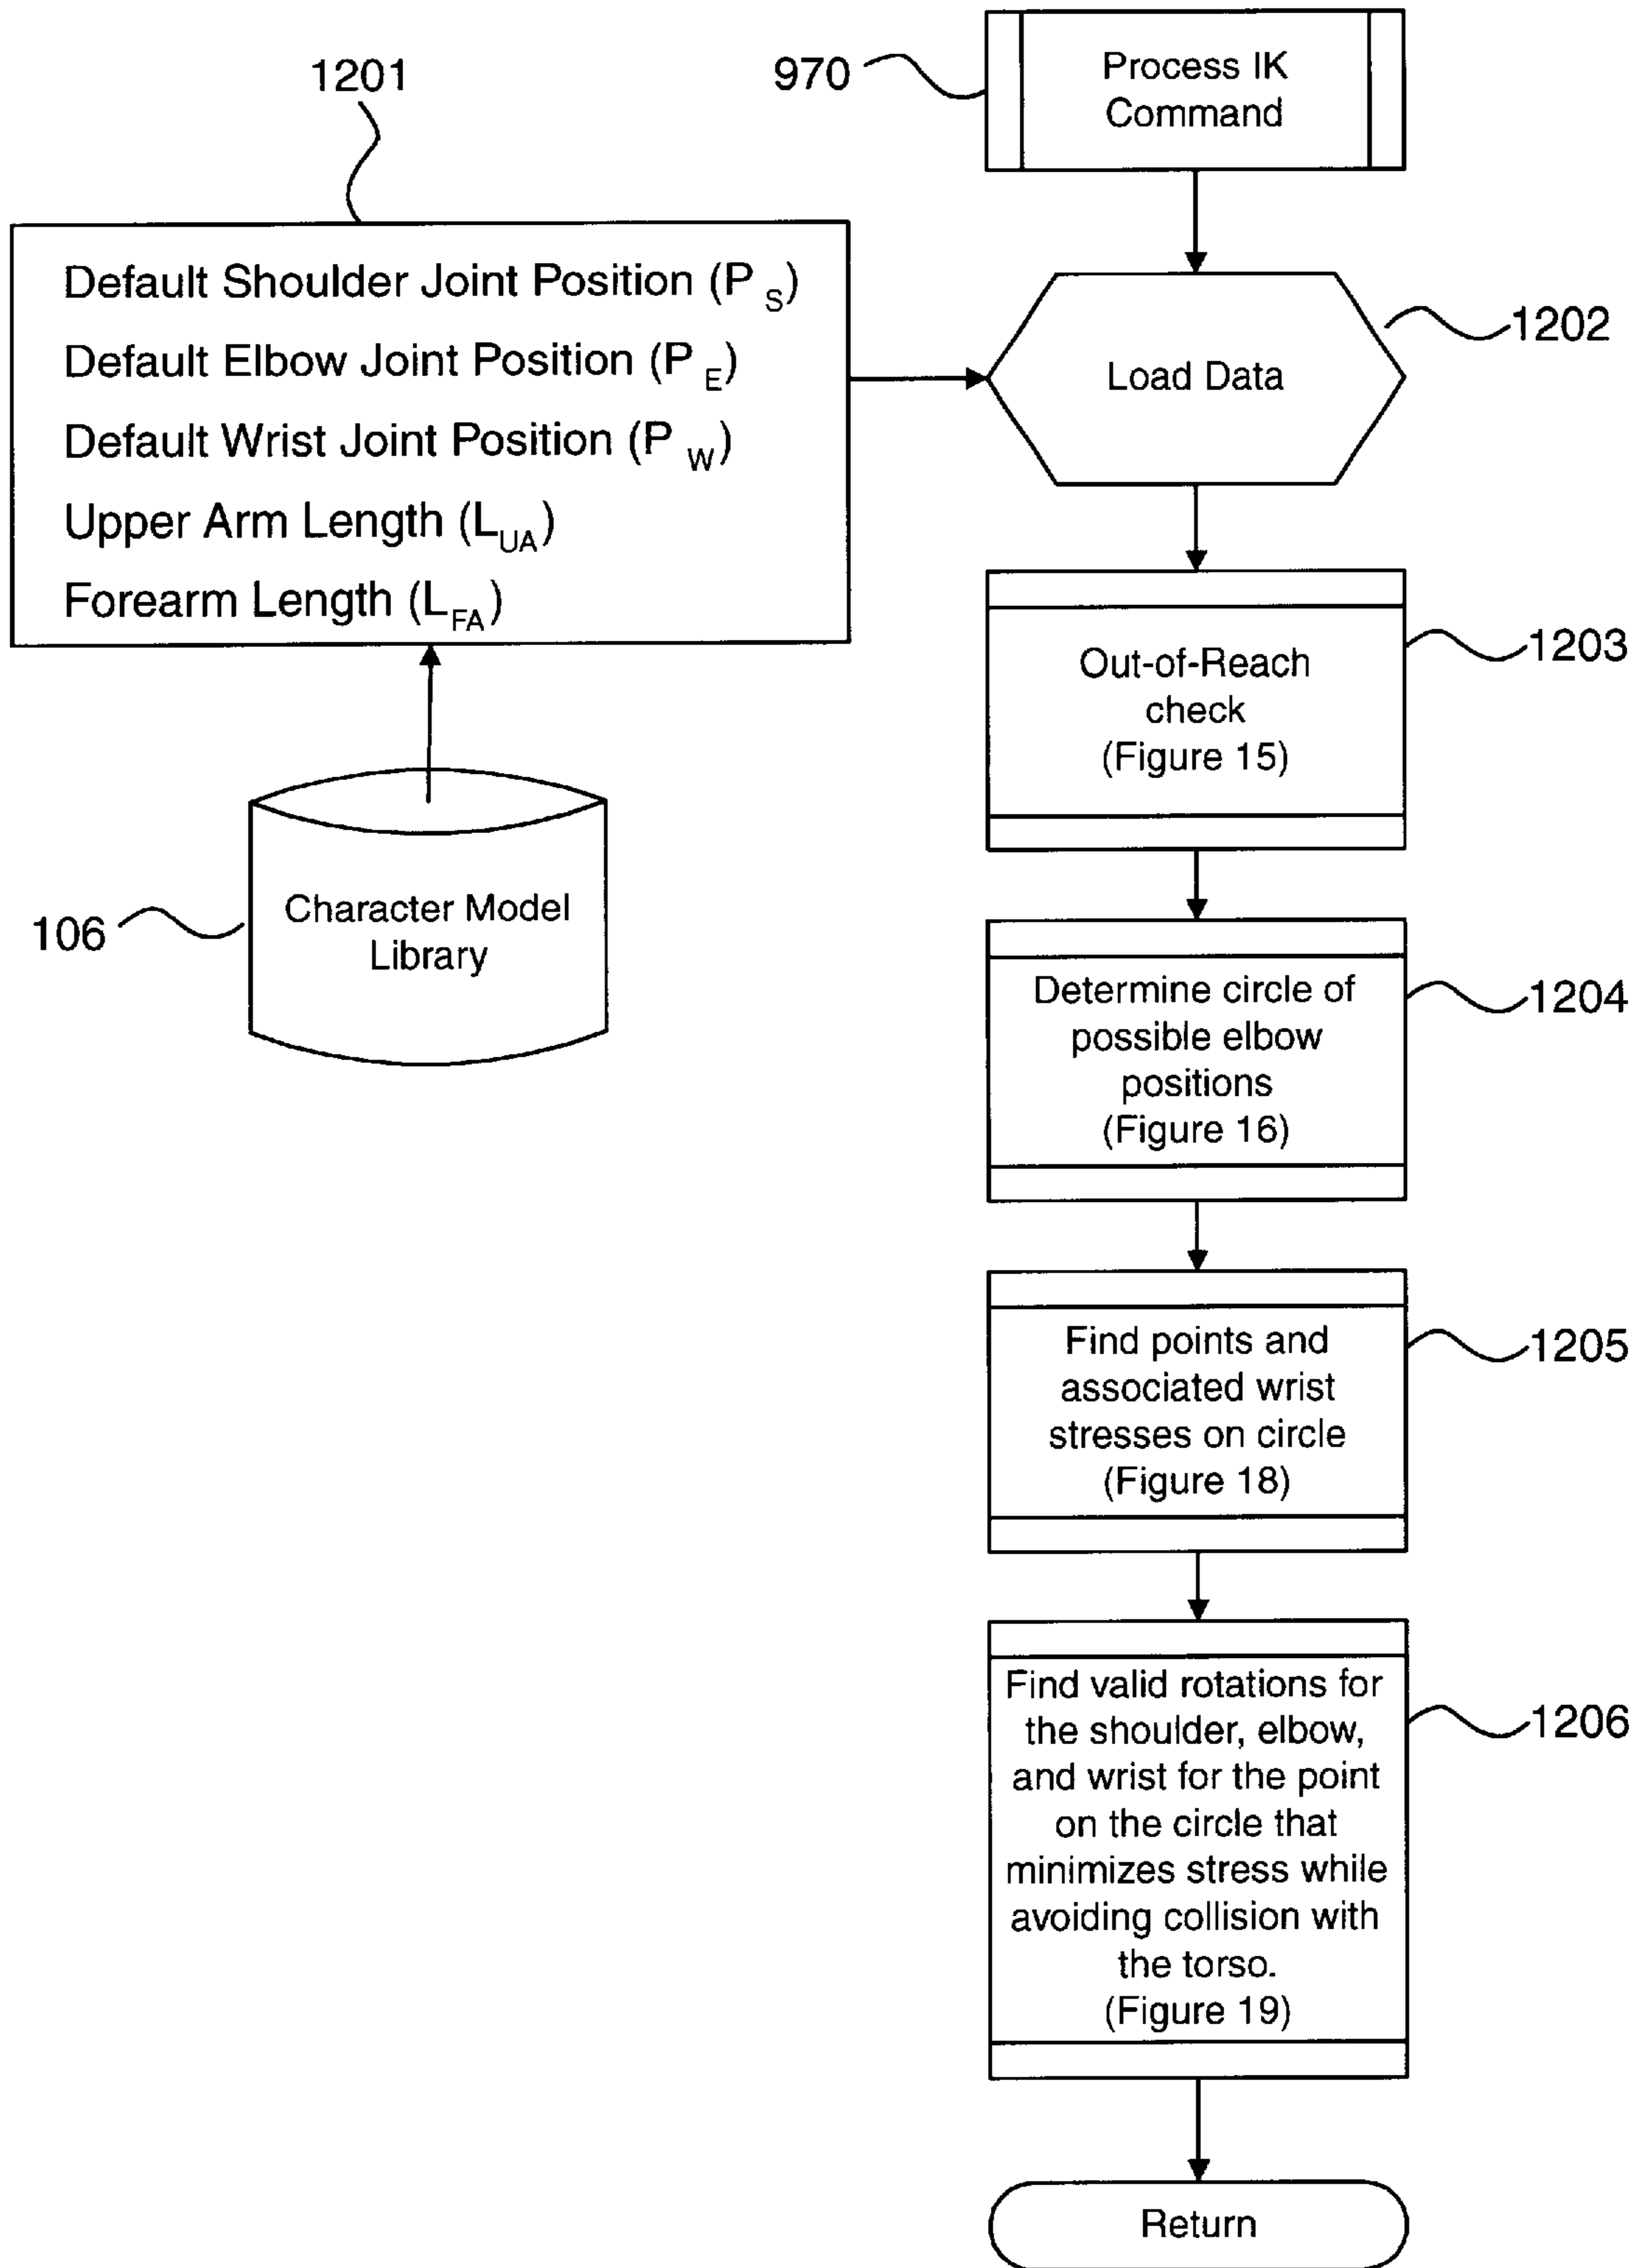 970
Process IK
Command
1201
Default Shoulder Joint Position (P S)
Default Elbow Joint Position (P E)
Default Wrist Joint Position (P W)
Upper Arm Length (LUA)
Forearm Length (LFA)
1202
Load Data
1203
Out-of-Reach
check
(Figure 15)
106
Character Model
Library
1204
Determine circle of
possible elbow
positions
(Figure 16)
1205
Find points and
associated wrist
stresses on circle
(Figure 18)
1206
Find valid rotations for
the shoulder, elbow,
and wrist for the point
on the circle that
minimizes stress while
avoiding collision with
the torso.
(Figure 19)
Return